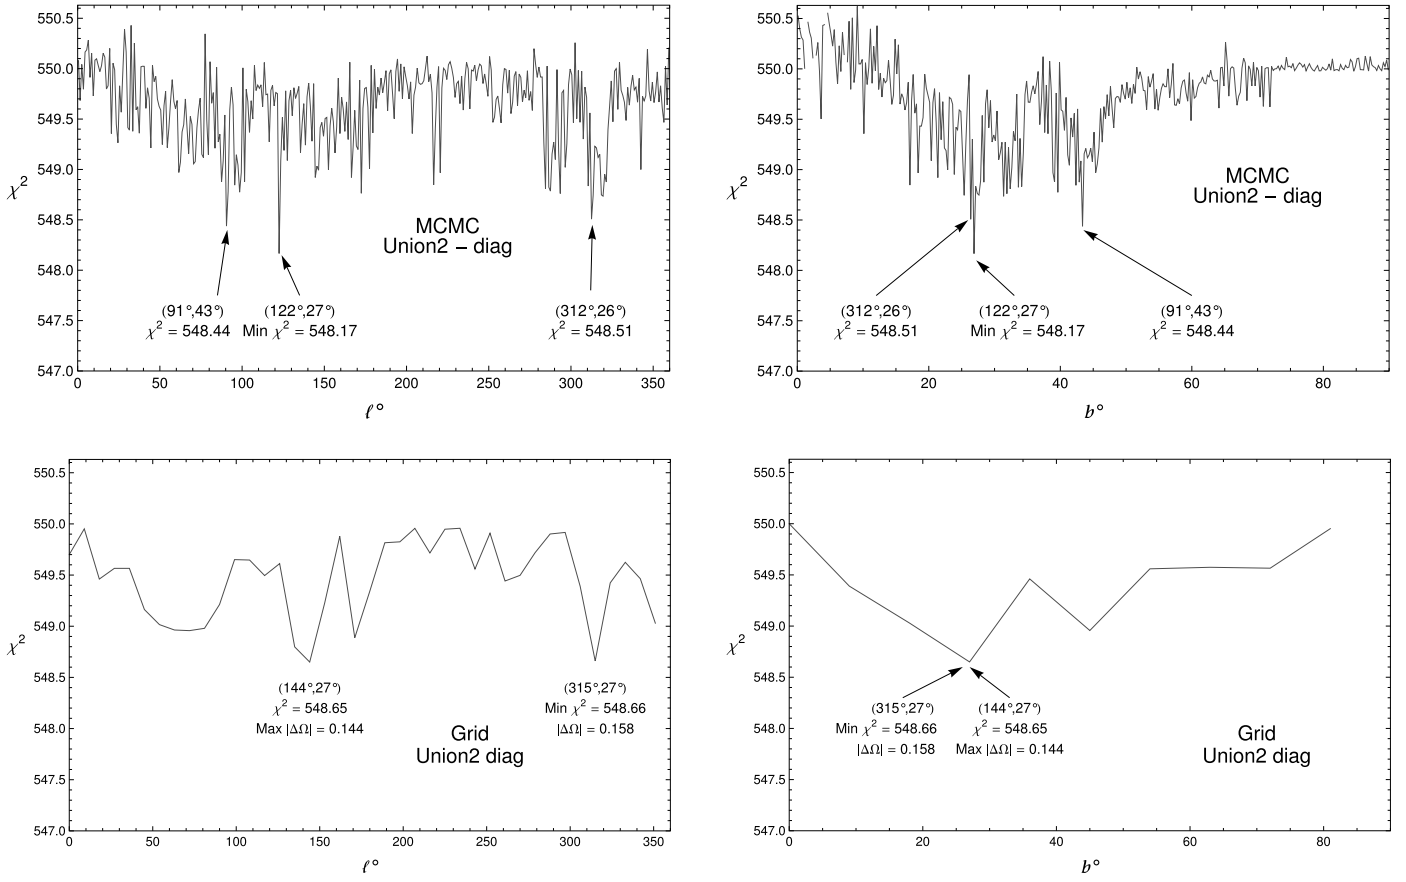 550.5
550.0
549.5
549.0
548.5
548.0
547.5
547.0
χ²
MCMC
Union2 – diag
(91°,43°)
χ² = 548.44
(122°,27°)
Min χ² = 548.17
(312°,26°)
χ² = 548.51
0 50 100 150 200 250 300 350
ℓ°
550.5
550.0
549.5
549.0
548.5
548.0
547.5
547.0
χ²
MCMC
Union2 – diag
(312°,26°)
χ² = 548.51
(122°,27°)
Min χ² = 548.17
(91°,43°)
χ² = 548.44
0 20 40 60 80
b°
550.5
550.0
549.5
549.0
548.5
548.0
547.5
547.0
χ²
(144°,27°)
χ² = 548.65
Max |ΔΩ| = 0.144
(315°,27°)
Min χ² = 548.66
|ΔΩ| = 0.158
Grid
Union2 diag
0 50 100 150 200 250 300 350
ℓ°
550.5
550.0
549.5
549.0
548.5
548.0
547.5
547.0
χ²
(315°,27°)
Min χ² = 548.66
|ΔΩ| = 0.158
(144°,27°)
χ² = 548.65
Max |ΔΩ| = 0.144
Grid
Union2 diag
0 20 40 60 80
b°